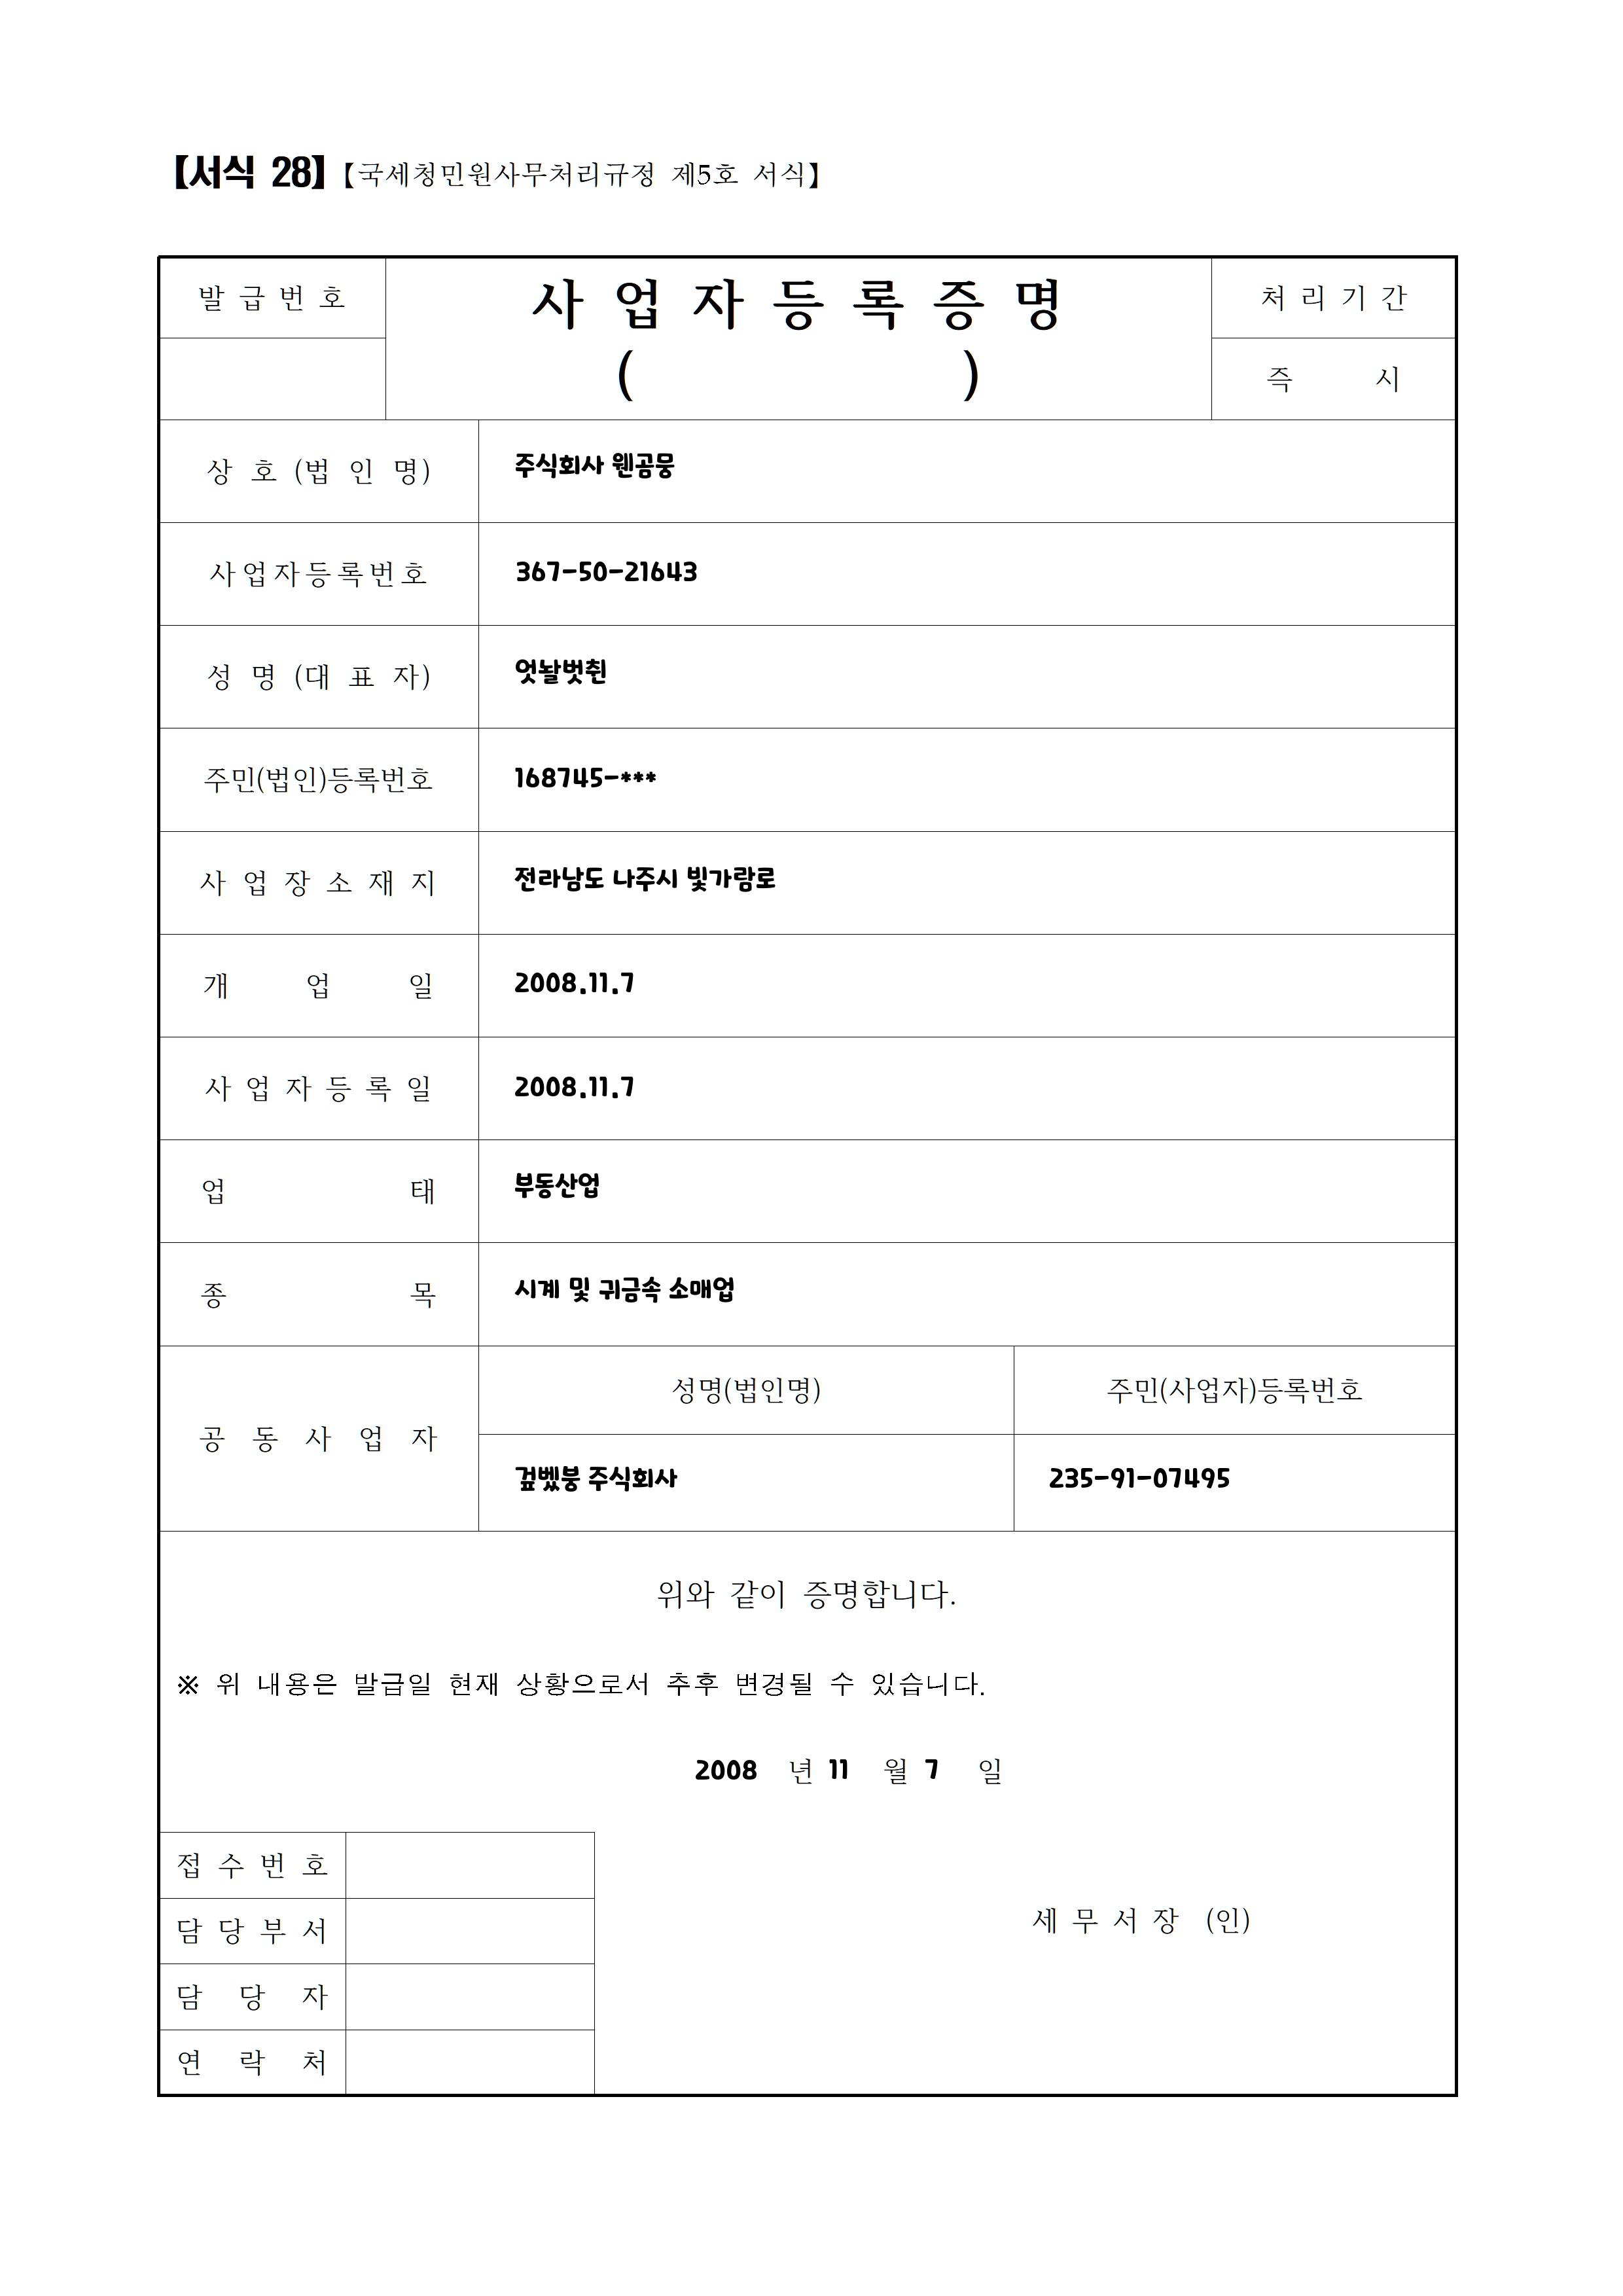 【서식 28】【국세청민원사무처리규정 제5호 서식】
발급번호
사업자등록증명
( )
처리기간
즉시
상호(법인명) 주식회사 웬곰뭉
사업자등록번호 367-50-21643
성명(대표자) 엇놜벗췬
주민(법인)등록번호 168745-***
사업장소재지 전라남도 나주시 빛가람로
개업일 2008.11.7
사업자등록일 2008.11.7
업태 부동산업
종목 시계 및 귀금속 소매업
공동사업자
성명(법인명) 주민(사업자)등록번호
겊벴붕 주식회사 235-91-07495
위와 같이 증명합니다.
※ 위 내용은 발급일 현재 상황으로서 추후 변경될 수 있습니다.
2008 년 11 월 7 일
접수번호
담당부서
담당자
연락처
세무서장 (인)